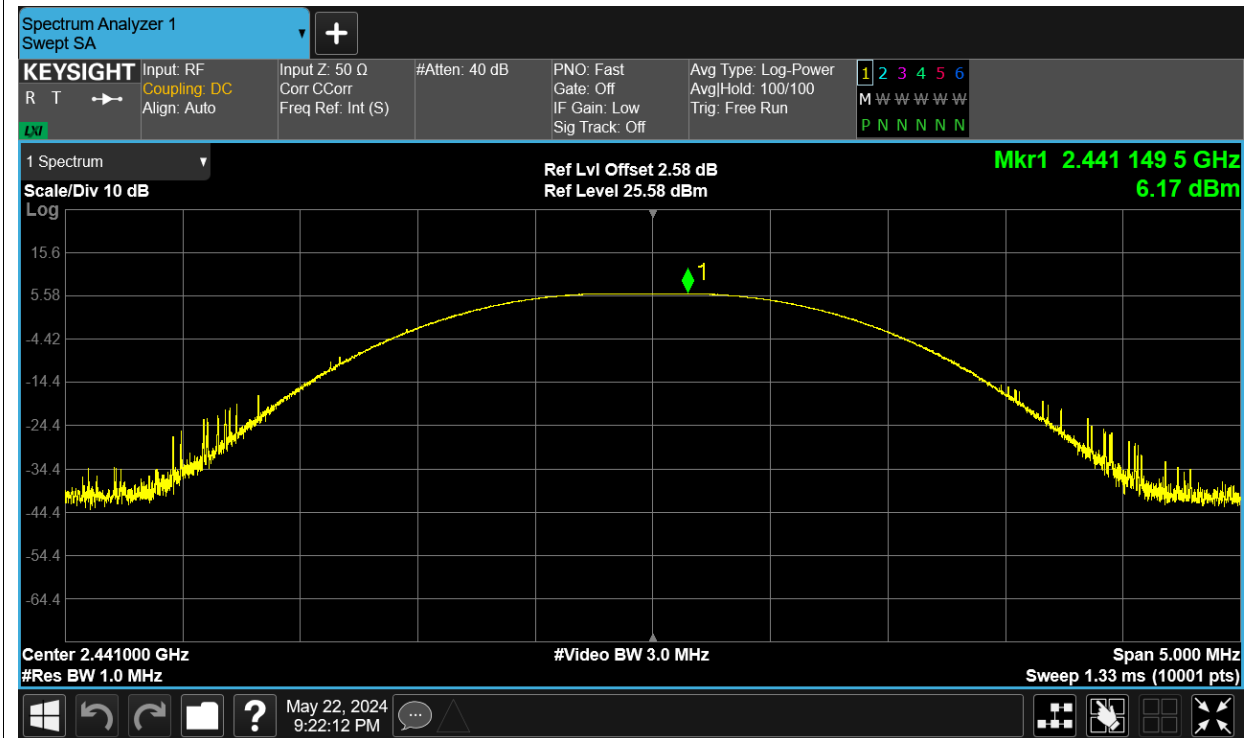 Spectrum Analyzer 1
Swept SA
+
KEYSIGHT
R T
LXI
Input: RF
Coupling: DC
Align: Auto
Input Z: 50 Ω
Corr CCorr
Freq Ref: Int (S)
#Atten: 40 dB
PNO: Fast
Gate: Off
IF Gain: Low
Sig Track: Off
Avg Type: Log-Power
Avg|Hold: 100/100
Trig: Free Run
1 2 3 4 5 6
M W W W W W
P N N N N N
1 Spectrum
Scale/Div 10 dB
Ref Lvl Offset 2.58 dB
Ref Level 25.58 dBm
Mkr1 2.441 149 5 GHz
6.17 dBm
Log
15.6
5.58
-4.42
-14.4
-24.4
-34.4
-44.4
-54.4
-64.4
1
Center 2.441000 GHz
#Res BW 1.0 MHz
#Video BW 3.0 MHz
Span 5.000 MHz
Sweep 1.33 ms (10001 pts)
?
May 22, 2024
9:22:12 PM